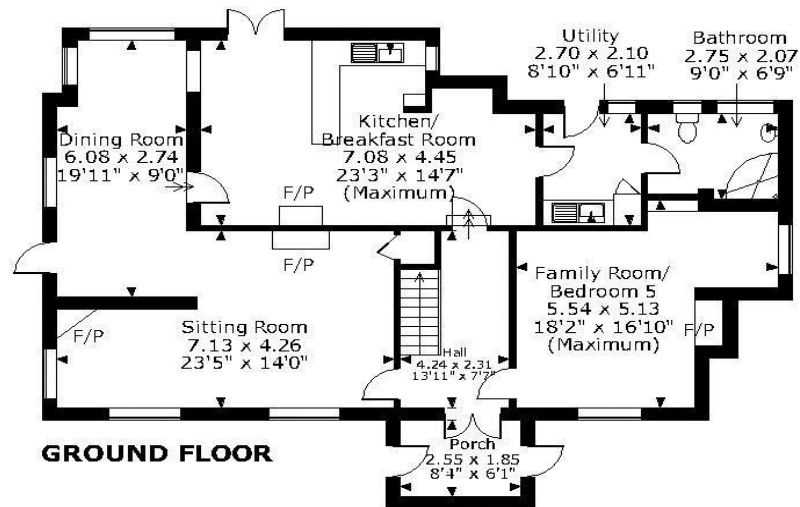 Utility
2.70 x 2.10
8'10" x 6'11"
Bathroom
2.75 x 2.07
9'0" x 6'9"
Dining Room
6.08 x 2.74
19'11" x 9'0"
Kitchen/
Breakfast Room
7.08 x 4.45
23'3" x 14'7"
(Maximum)
F/P
F/P
Family Room/
Bedroom 5
5.54 x 5.13
18'2" x 16'10"
(Maximum)
F/P
F/P
Sitting Room
7.13 x 4.26
23'5" x 14'0"
Hall
4.24 x 2.31
13'11" x 7'7"
Porch
2.55 x 1.85
8'4" x 6'1"
GROUND FLOOR